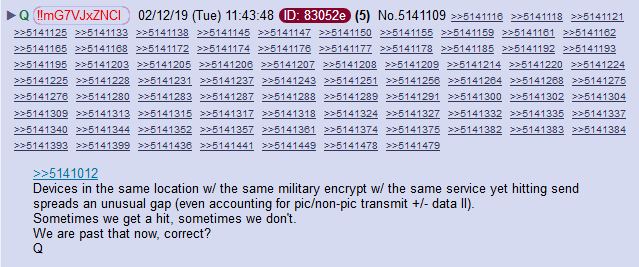 ▶ Q !!mG7VJxZNCI 02/12/19 (Tue) 11:43:48 ID: 83052e (5) No.5141109 >>5141116 >>5141118 >>5141121
>>5141125 >>5141133 >>5141138 >>5141145 >>5141147 >>5141150 >>5141155 >>5141159 >>5141161 >>5141162
>>5141165 >>5141168 >>5141172 >>5141174 >>5141176 >>5141177 >>5141178 >>5141185 >>5141192 >>5141193
>>5141195 >>5141203 >>5141205 >>5141206 >>5141207 >>5141208 >>5141209 >>5141214 >>5141220 >>5141224
>>5141225 >>5141228 >>5141231 >>5141237 >>5141243 >>5141251 >>5141256 >>5141264 >>5141268 >>5141275
>>5141276 >>5141280 >>5141283 >>5141287 >>5141288 >>5141289 >>5141291 >>5141300 >>5141302 >>5141304
>>5141309 >>5141313 >>5141315 >>5141317 >>5141318 >>5141324 >>5141327 >>5141332 >>5141335 >>5141337
>>5141340 >>5141344 >>5141352 >>5141357 >>5141361 >>5141374 >>5141375 >>5141382 >>5141383 >>5141384
>>5141393 >>5141399 >>5141436 >>5141441 >>5141449 >>5141478 >>5141479
>>5141012
Devices in the same location w/ the same military encrypt w/ the same service yet hitting send
spreads an unusual gap (even accounting for pic/non-pic transmit +/- data II).
Sometimes we get a hit, sometimes we don't.
We are past that now, correct?
Q